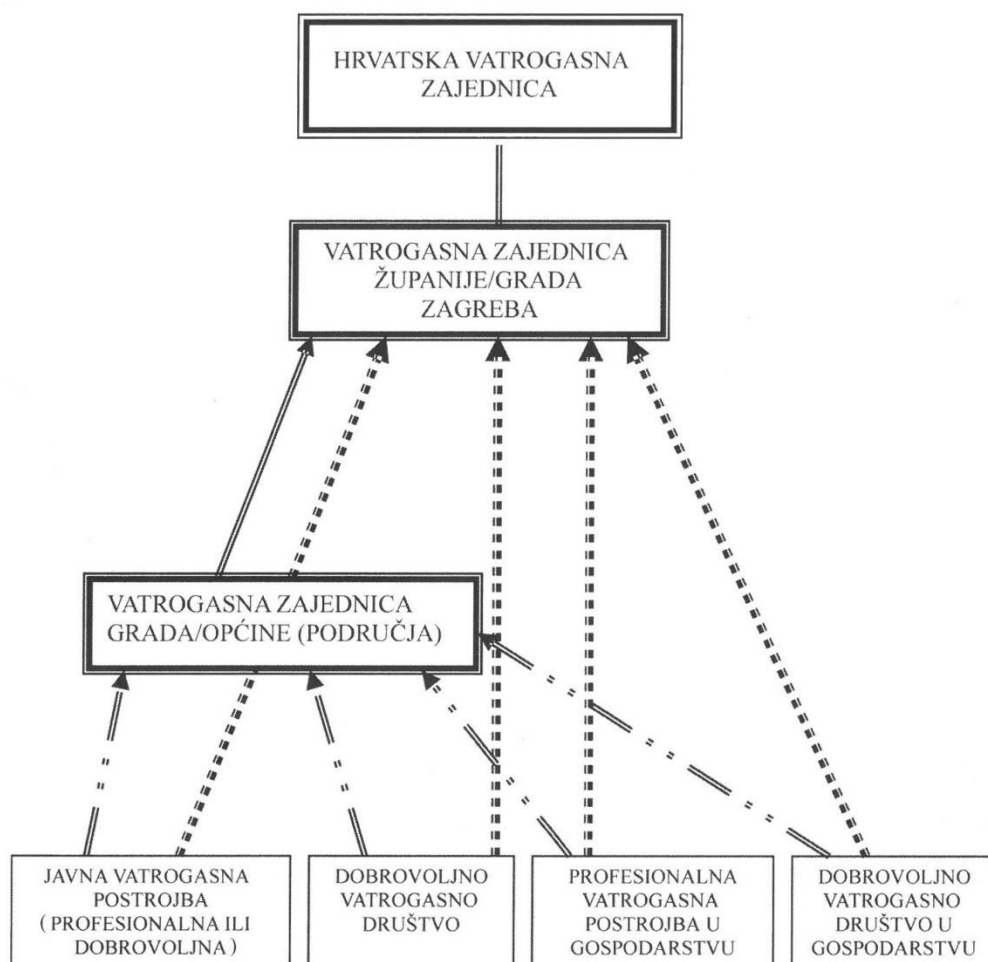 HRVATSKA VATROGASNA
ZAJEDNICA
VATROGASNA ZAJEDNICA
ŽUPANIJE/GRADA
ZAGREBA
VATROGASNA ZAJEDNICA
GRADA/OPĆINE (PODRUČJA)
JAVNA VATROGASNA
POSTROJBA
( PROFESIONALNA ILI
DOBROVOLJNA )
DOBROVOLJNO
VATROGASNO
DRUŠTVO
PROFESIONALNA
VATROGASNA
POSTROJBA U
GOSPODARSTVU
DOBROVOLJNO
VATROGASNO
DRUŠTVO U
GOSPODARSTVU